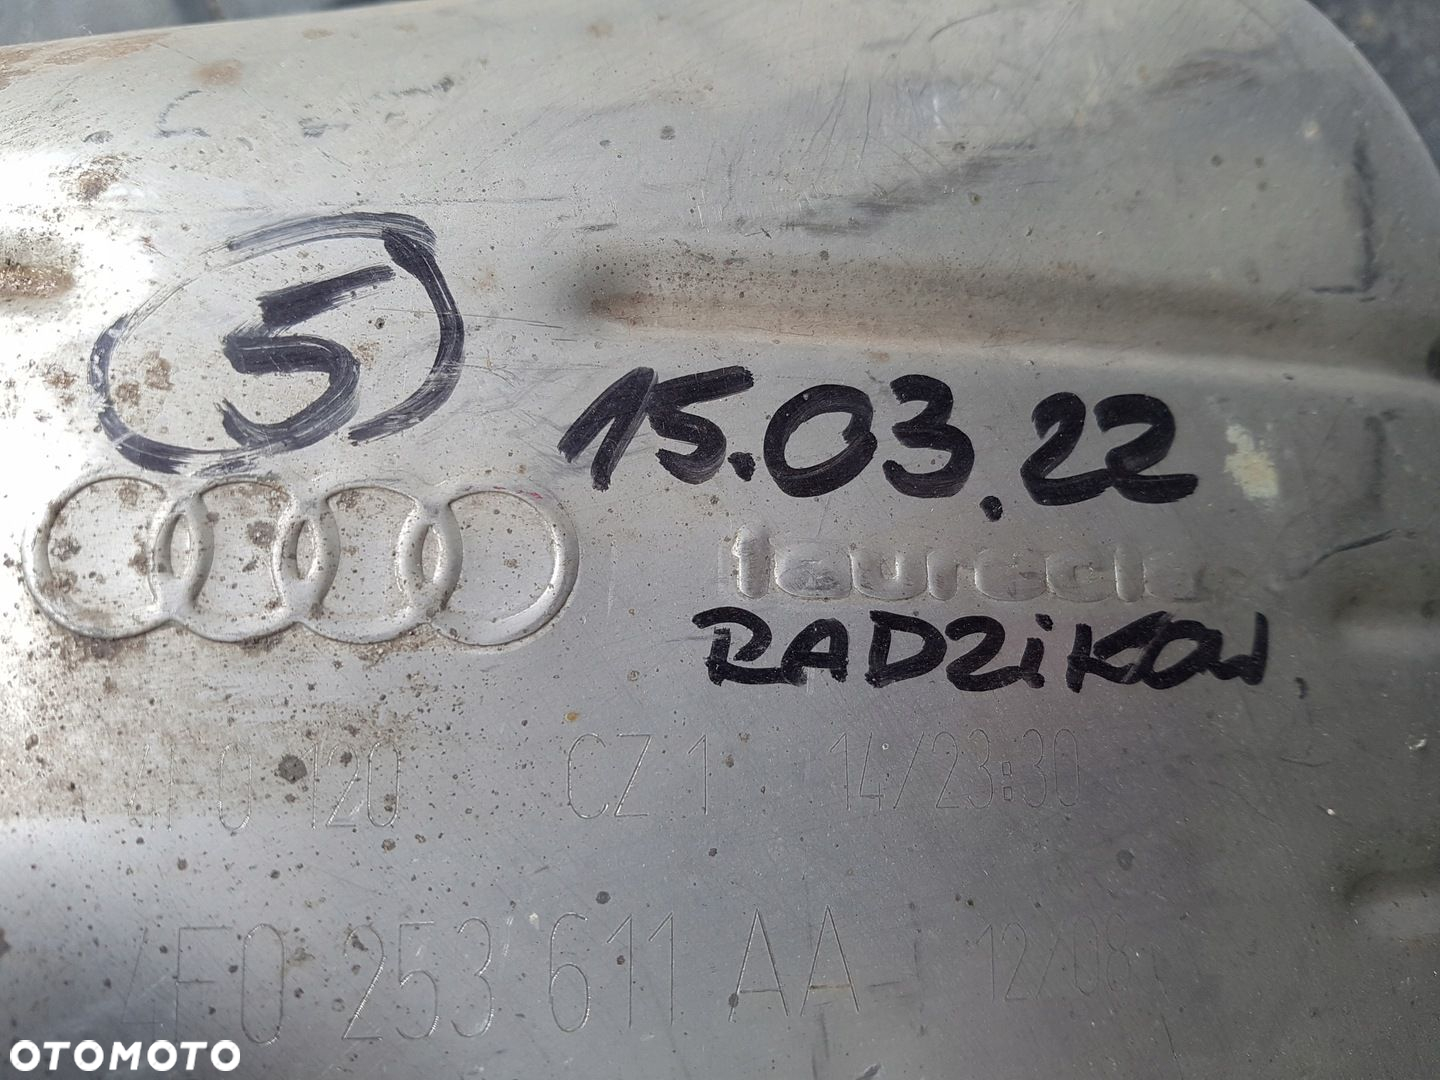 5
15.03.22
faurecia
RADZiKOW
4F0 120 CZ 1 14/23:30
4F0 253 611 AA 12/08
OTOMOTO